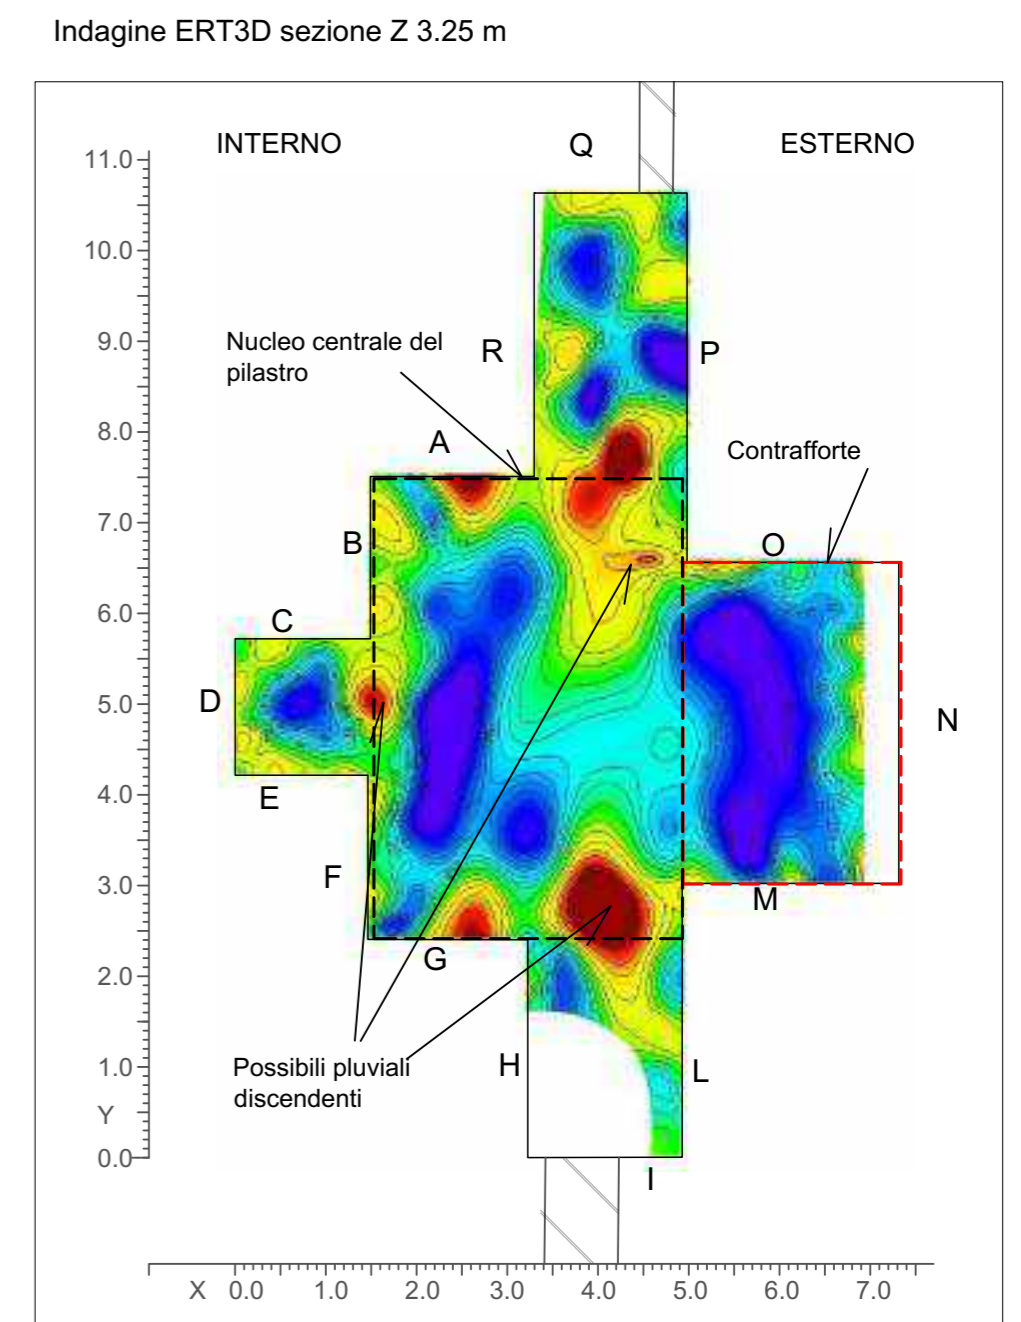 Indagine ERT3D sezione Z 3.25 m
INTERNO
Q
ESTERNO
11.0
10.0
9.0
8.0
7.0
6.0
5.0
4.0
3.0
2.0
1.0
Y
0.0
Nucleo centrale del
pilastro
R
P
A
Contrafforte
B
O
C
D
N
E
F
M
G
H
L
Possibili pluviali
discendenti
I
X 0.0 1.0 2.0 3.0 4.0 5.0 6.0 7.0